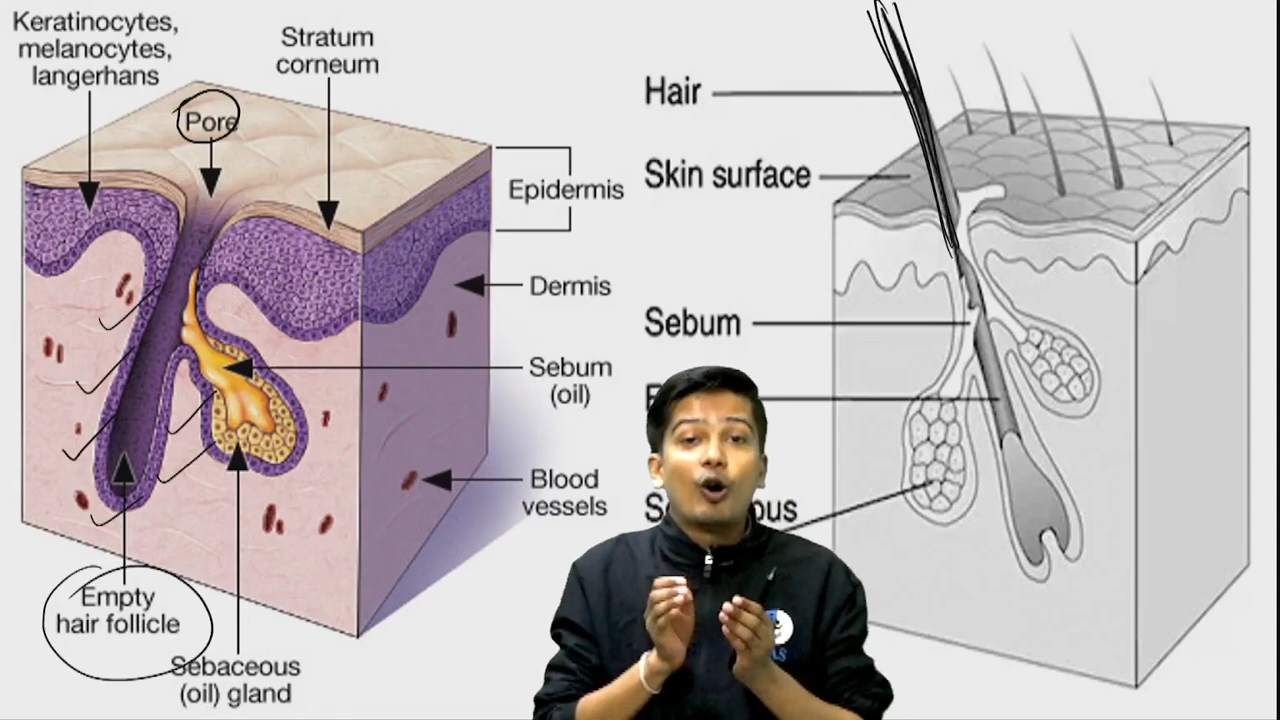 Keratinocytes,
melanocytes,
langerhans
Stratum
corneum
Pore
Epidermis
Dermis
Sebum
(oil)
Blood
vessels
Empty
hair follicle
Sebaceous
(oil) gland
Hair
Skin surface
Sebum